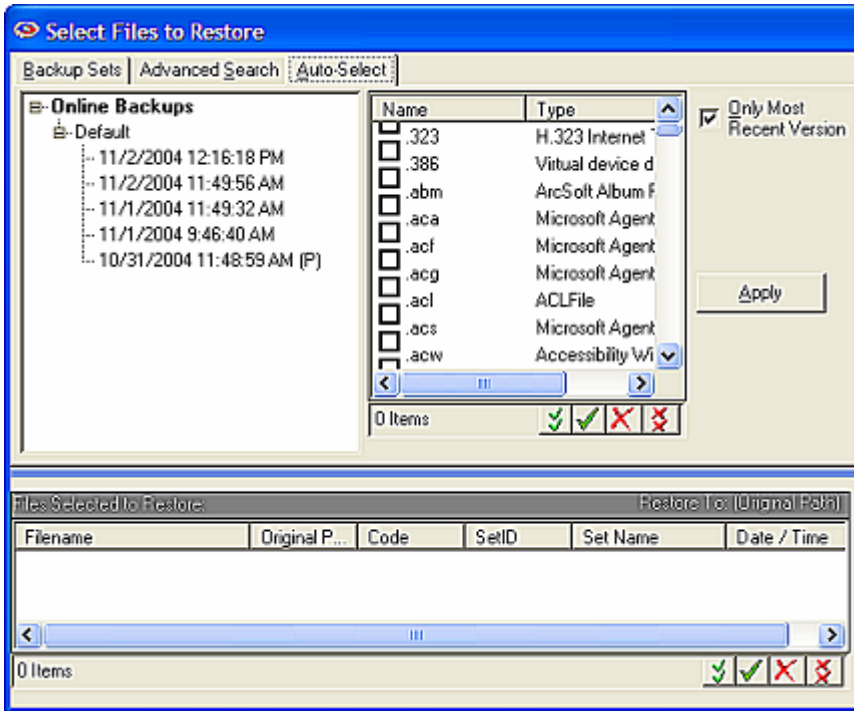 Select Files to Restore
Backup Sets Advanced Search Auto-Select
Online Backups
Default
11/2/2004 12:16:18 PM
11/2/2004 11:49:56 AM
11/1/2004 11:49:32 AM
11/1/2004 9:46:40 AM
10/31/2004 11:48:59 AM (P)
Name Type
.323 H.323 Internet
.386 Virtual device d
.abm ArcSoft Album
.aca Microsoft Agent
.acf Microsoft Agent
.acg Microsoft Agent
.acl ACLFile
.acs Microsoft Agent
.acw Accessibility Wi
0 Items
Only Most
Recent Version
Apply
Files Selected to Restore: Restore To: (Original Path)
Filename Original P... Code SetID Set Name Date / Time
0 Items